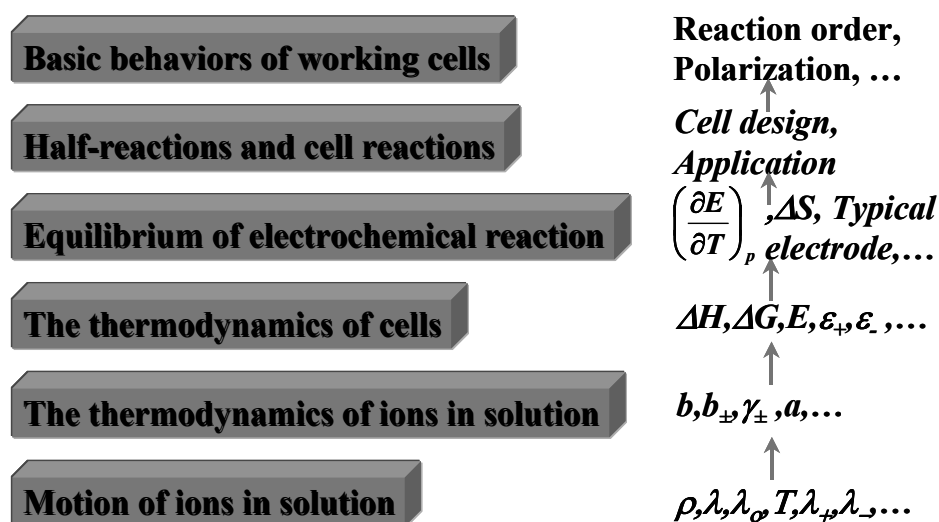 Basic behaviors of working cells
Reaction order,
Polarization, …
Half-reactions and cell reactions
Cell design,
Application
Equilibrium of electrochemical reaction
(∂E/∂T)p ,ΔS, Typical
electrode,…
The thermodynamics of cells
ΔH,ΔG,E,ε₊,ε₋ ,…
The thermodynamics of ions in solution
b,b±,γ± ,a,…
Motion of ions in solution
ρ,λ,λ₀,T,λ₊,λ₋,…